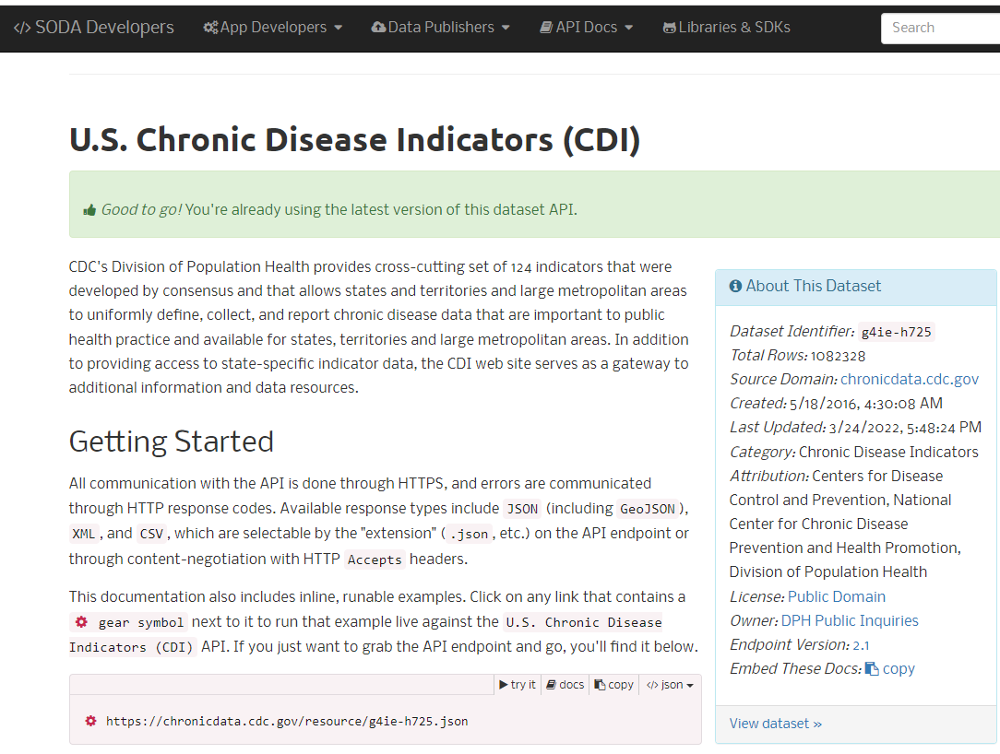 </> SODA Developers App Developers Data Publishers API Docs Libraries & SDKs Search
U.S. Chronic Disease Indicators (CDI)
Good to go! You're already using the latest version of this dataset API.
CDC's Division of Population Health provides cross-cutting set of 124 indicators that were
developed by consensus and that allows states and territories and large metropolitan areas
to uniformly define, collect, and report chronic disease data that are important to public
health practice and available for states, territories and large metropolitan areas. In addition
to providing access to state-specific indicator data, the CDI web site serves as a gateway to
additional information and data resources.
Getting Started
All communication with the API is done through HTTPS, and errors are communicated
through HTTP response codes. Available response types include JSON (including GeoJSON),
XML, and CSV, which are selectable by the "extension" (.json, etc.) on the API endpoint or
through content-negotiation with HTTP Accepts headers.
This documentation also includes inline, runable examples. Click on any link that contains a
gear symbol next to it to run that example live against the U.S. Chronic Disease
Indicators (CDI) API. If you just want to grab the API endpoint and go, you'll find it below.
try it docs copy </> json
https://chronicdata.cdc.gov/resource/g4ie-h725.json
About This Dataset
Dataset Identifier: g4ie-h725
Total Rows: 1082328
Source Domain: chronicdata.cdc.gov
Created: 5/18/2016, 4:30:08 AM
Last Updated: 3/24/2022, 5:48:24 PM
Category: Chronic Disease Indicators
Attribution: Centers for Disease
Control and Prevention, National
Center for Chronic Disease
Prevention and Health Promotion,
Division of Population Health
License: Public Domain
Owner: DPH Public Inquiries
Endpoint Version: 2.1
Embed These Docs: copy
View dataset »